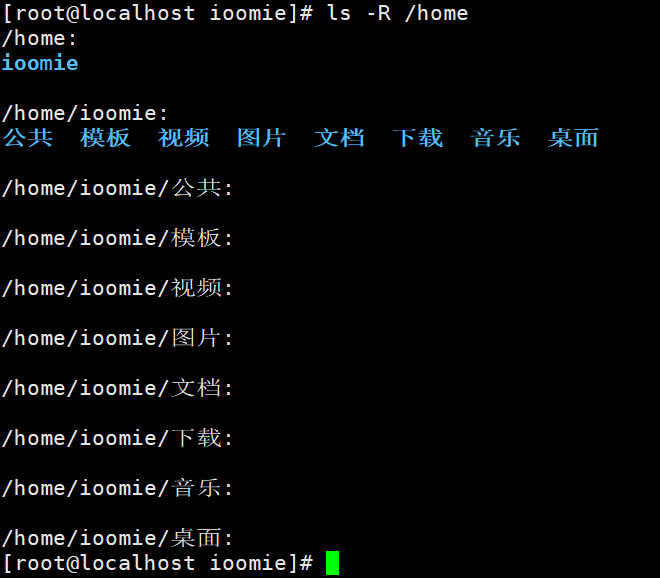 [root@localhost ioomie]# ls -R /home
/home:
ioomie
/home/ioomie:
公共  模板  视频  图片  文档  下载  音乐  桌面
/home/ioomie/公共:
/home/ioomie/模板:
/home/ioomie/视频:
/home/ioomie/图片:
/home/ioomie/文档:
/home/ioomie/下载:
/home/ioomie/音乐:
/home/ioomie/桌面:
[root@localhost ioomie]#